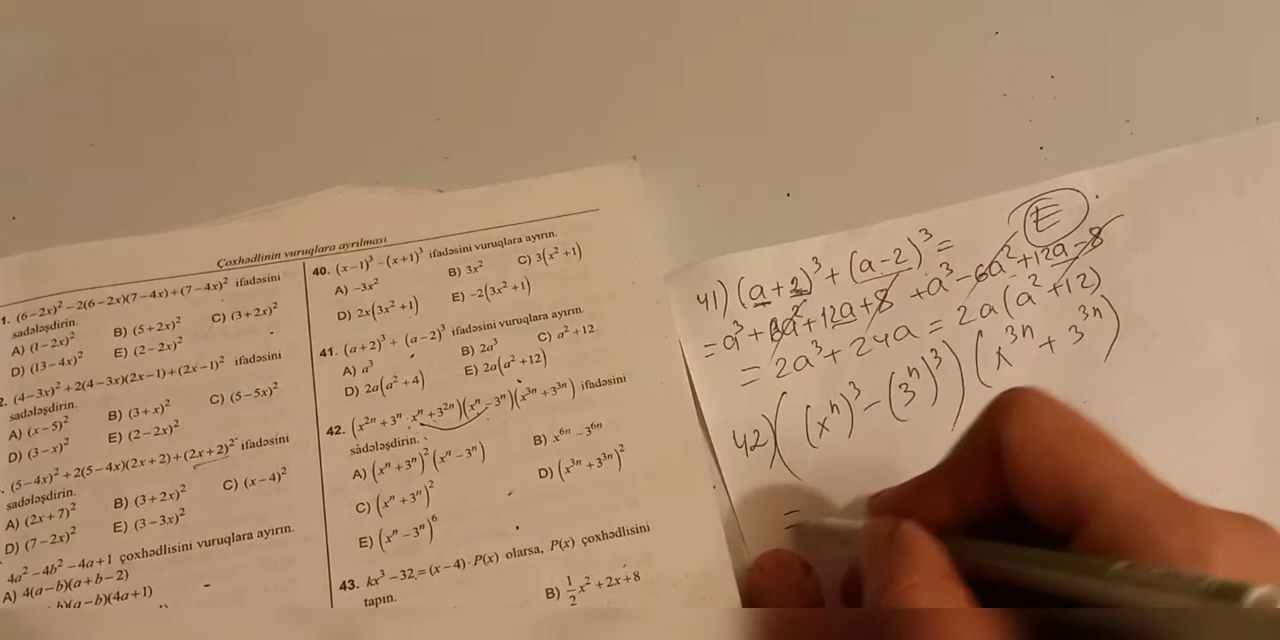 Çoxhədlinin vuruqlara ayrılması
1. (6−2x)² −2(6−2x)(7−4x)+(7−4x)² ifadəsini
sadələşdirin.
A) (1−2x)² B) (5+2x)² C) (3+2x)²
D) (13−4x)² E) (2−2x)²
2. (4−3x)²+2(4−3x)(2x−1)+(2x−1)² ifadəsini
sadələşdirin.
A) (x−5)² B) (3+x)² C) (5−5x)²
D) (3−x)² E) (2−2x)²
. (5−4x)²+2(5−4x)(2x+2)+(2x+2)² ifadəsini
sadələşdirin.
A) (2x+7)² B) (3+2x)² C) (x−4)²
D) (7−2x)² E) (3−3x)²
4a²−4b²−4a+1 çoxhədlisini vuruqlara ayırın.
A) 4(a−b)(a+b−2)
b)(a−b)(4a+1)
40. (x−1)³−(x+1)³ ifadəsini vuruqlara ayırın.
A) −3x² B) 3x² C) 3(x²+1)
D) 2x(3x²+1) E) −2(3x²+1)
41. (a+2)³+(a−2)³ ifadəsini vuruqlara ayırın.
A) a³ B) 2a³ C) a²+12
D) 2a(a²+4) E) 2a(a²+12)
42. (x²ⁿ+3ⁿ·xⁿ+3²ⁿ)(xⁿ−3ⁿ)(x³ⁿ+3³ⁿ) ifadəsini
sadələşdirin.
A) (xⁿ+3ⁿ)²(xⁿ−3ⁿ) B) x⁶ⁿ−3⁶ⁿ
C) (xⁿ+3ⁿ)² D) (x³ⁿ+3³ⁿ)²
E) (xⁿ−3ⁿ)⁶
43. kx³−32=(x−4)·P(x) olarsa, P(x) çoxhədlisini
tapın. B) 1/2x²+2x+8
E
41) (a+2)³+(a−2)³=
=a³+6a²+12a+8+a³−6a²+12a−8
=2a³+24a=2a(a²+12)
42) ((xⁿ)³−(3ⁿ)³)(x³ⁿ+3³ⁿ)
=